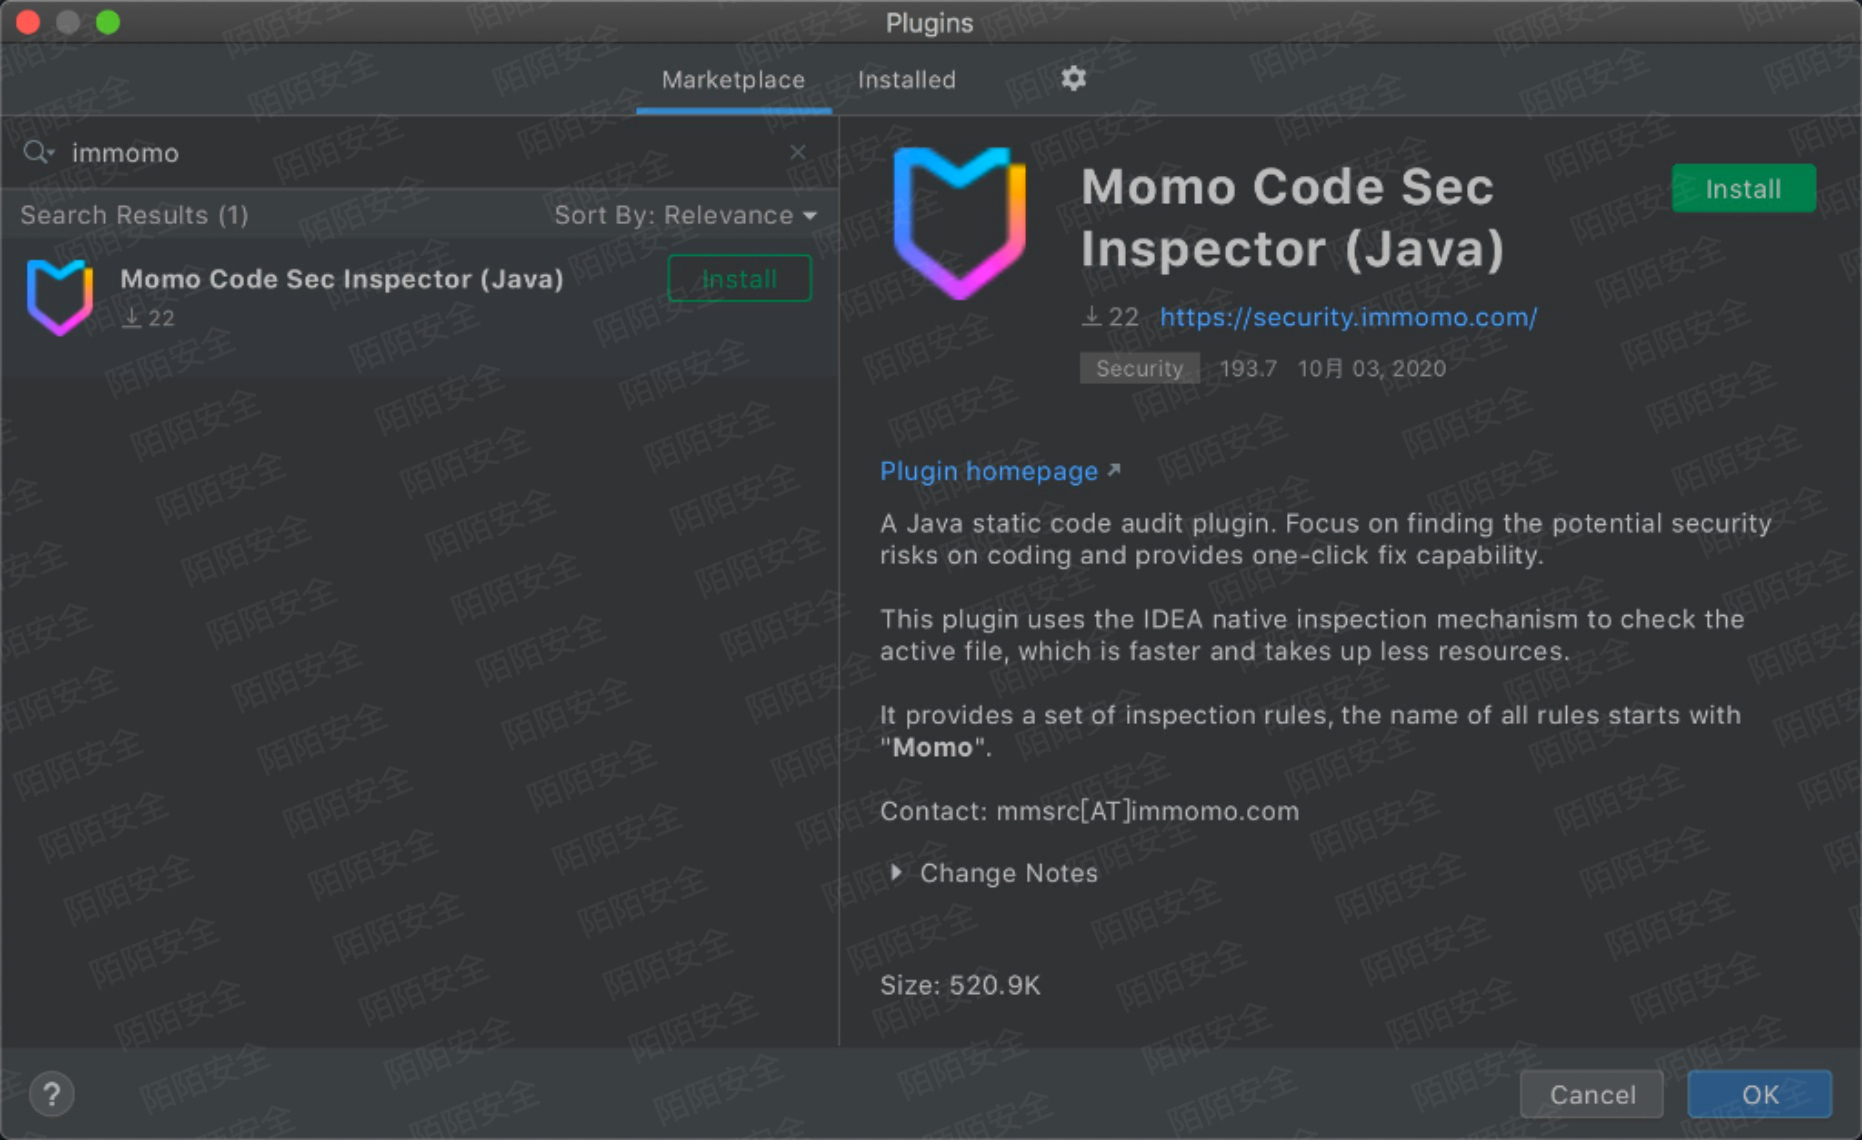 Plugins
Marketplace
Installed
immomo
Search Results (1)
Sort By: Relevance
Momo Code Sec Inspector (Java)
22
Install
Momo Code Sec
Inspector (Java)
Install
22 https://security.immomo.com/
Security 193.7 10月 03, 2020
Plugin homepage
A Java static code audit plugin. Focus on finding the potential security
risks on coding and provides one-click fix capability.
This plugin uses the IDEA native inspection mechanism to check the
active file, which is faster and takes up less resources.
It provides a set of inspection rules, the name of all rules starts with
"Momo".
Contact: mmsrc[AT]immomo.com
Change Notes
Size: 520.9K
?
Cancel
OK
陌陌安全